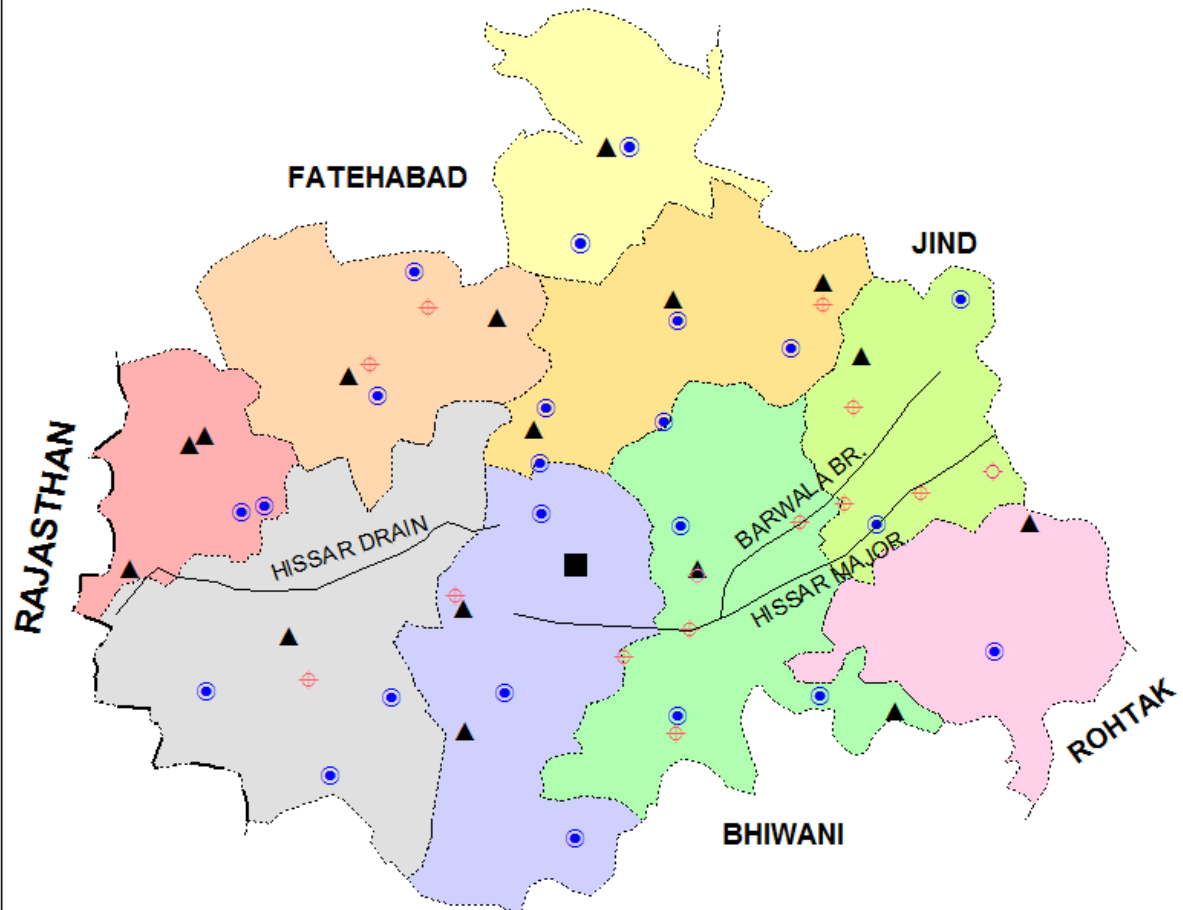 FATEHABAD
JIND
RAJASTHAN
BARWALA BR.
HISSAR DRAIN
HISSAR MAJOR
ROHTAK
BHIWANI